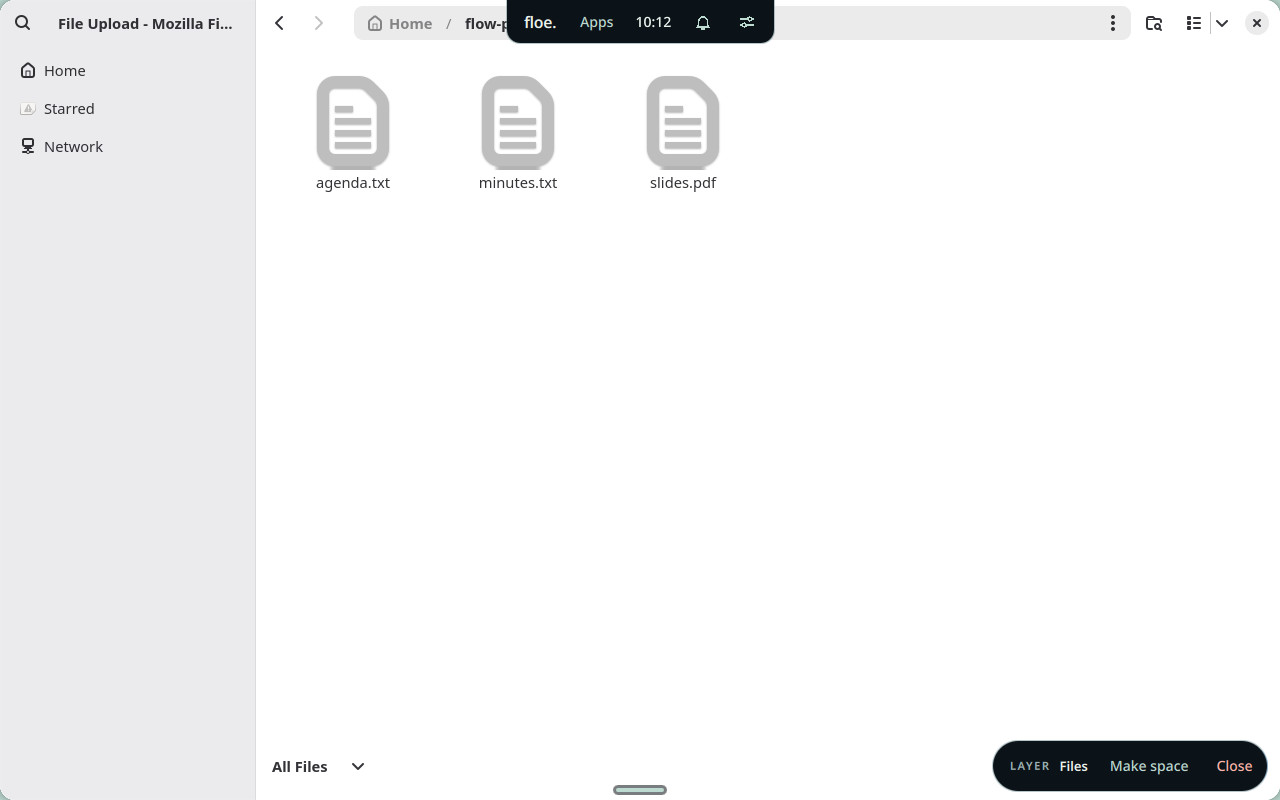 File Upload - Mozilla Fi...
Home / flow-p
floe. Apps 10:12
Home
Starred
Network
agenda.txt minutes.txt slides.pdf
All Files
LAYER Files Make space Close